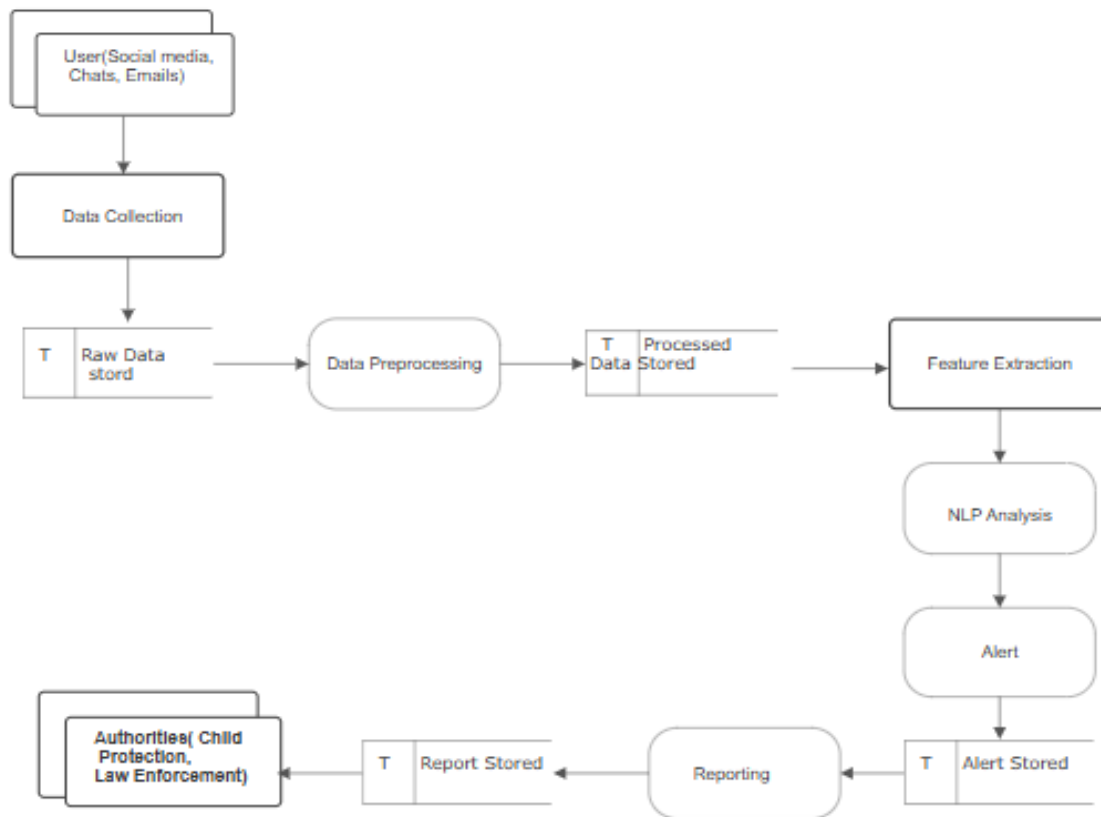 User(Social media,
Chats, Emails)
Data Collection
T Raw Data
stord
Data Preprocessing
T Processed
Data Stored
Feature Extraction
NLP Analysis
Alert
T Alert Stored
Reporting
T Report Stored
Authorities( Child
Protection,
Law Enforcement)